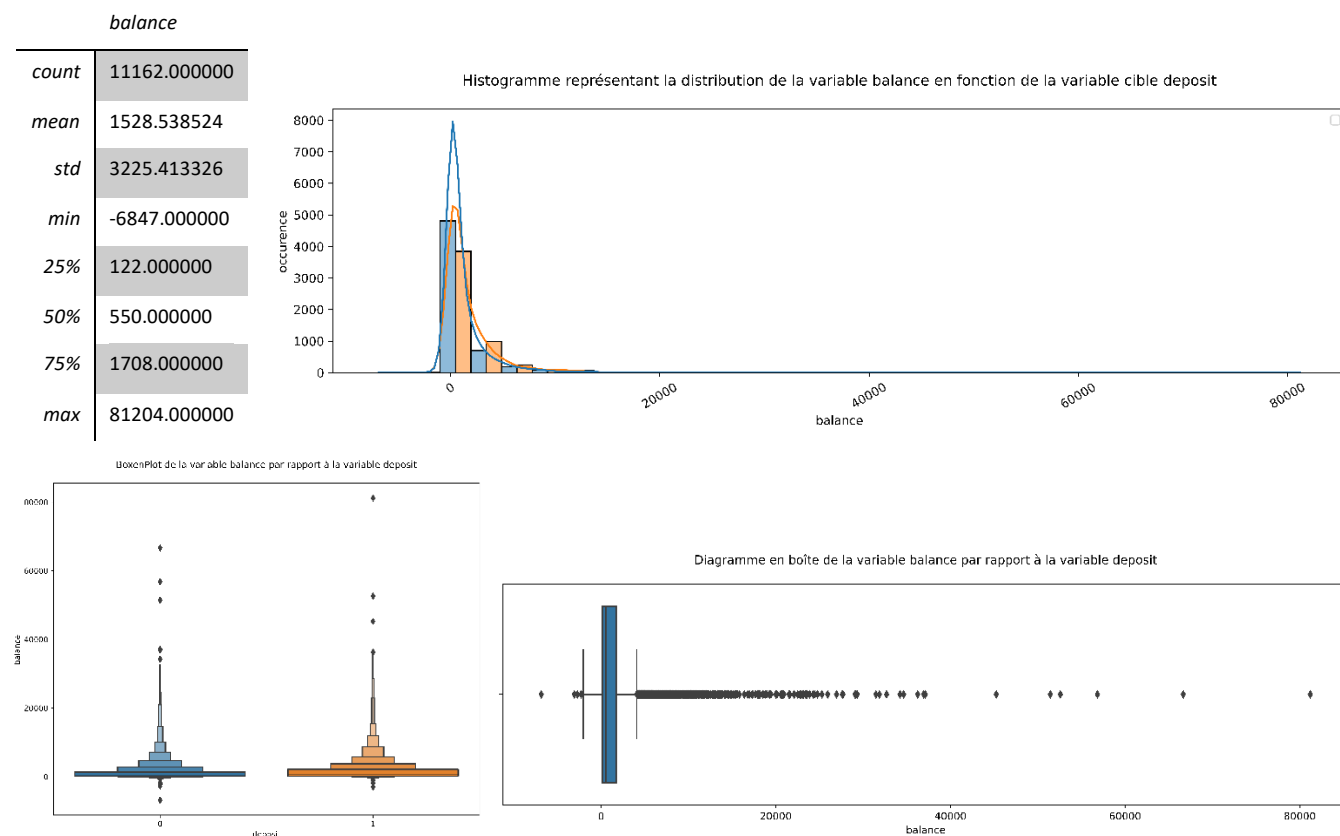 balance
count 11162.000000
mean 1528.538524
std 3225.413326
min -6847.000000
25% 122.000000
50% 550.000000
75% 1708.000000
max 81204.000000
Histogramme représentant la distribution de la variable balance en fonction de la variable cible deposit
8000
7000
6000
5000
4000
3000
2000
1000
0
occurence
0 20000 40000 60000 80000
balance
BoxenPlot de la variable balance par rapport à la variable deposit
80000
60000
40000
20000
0
balance
0 1
deposi
Diagramme en boîte de la variable balance par rapport à la variable deposit
0 20000 40000 60000 80000
balance